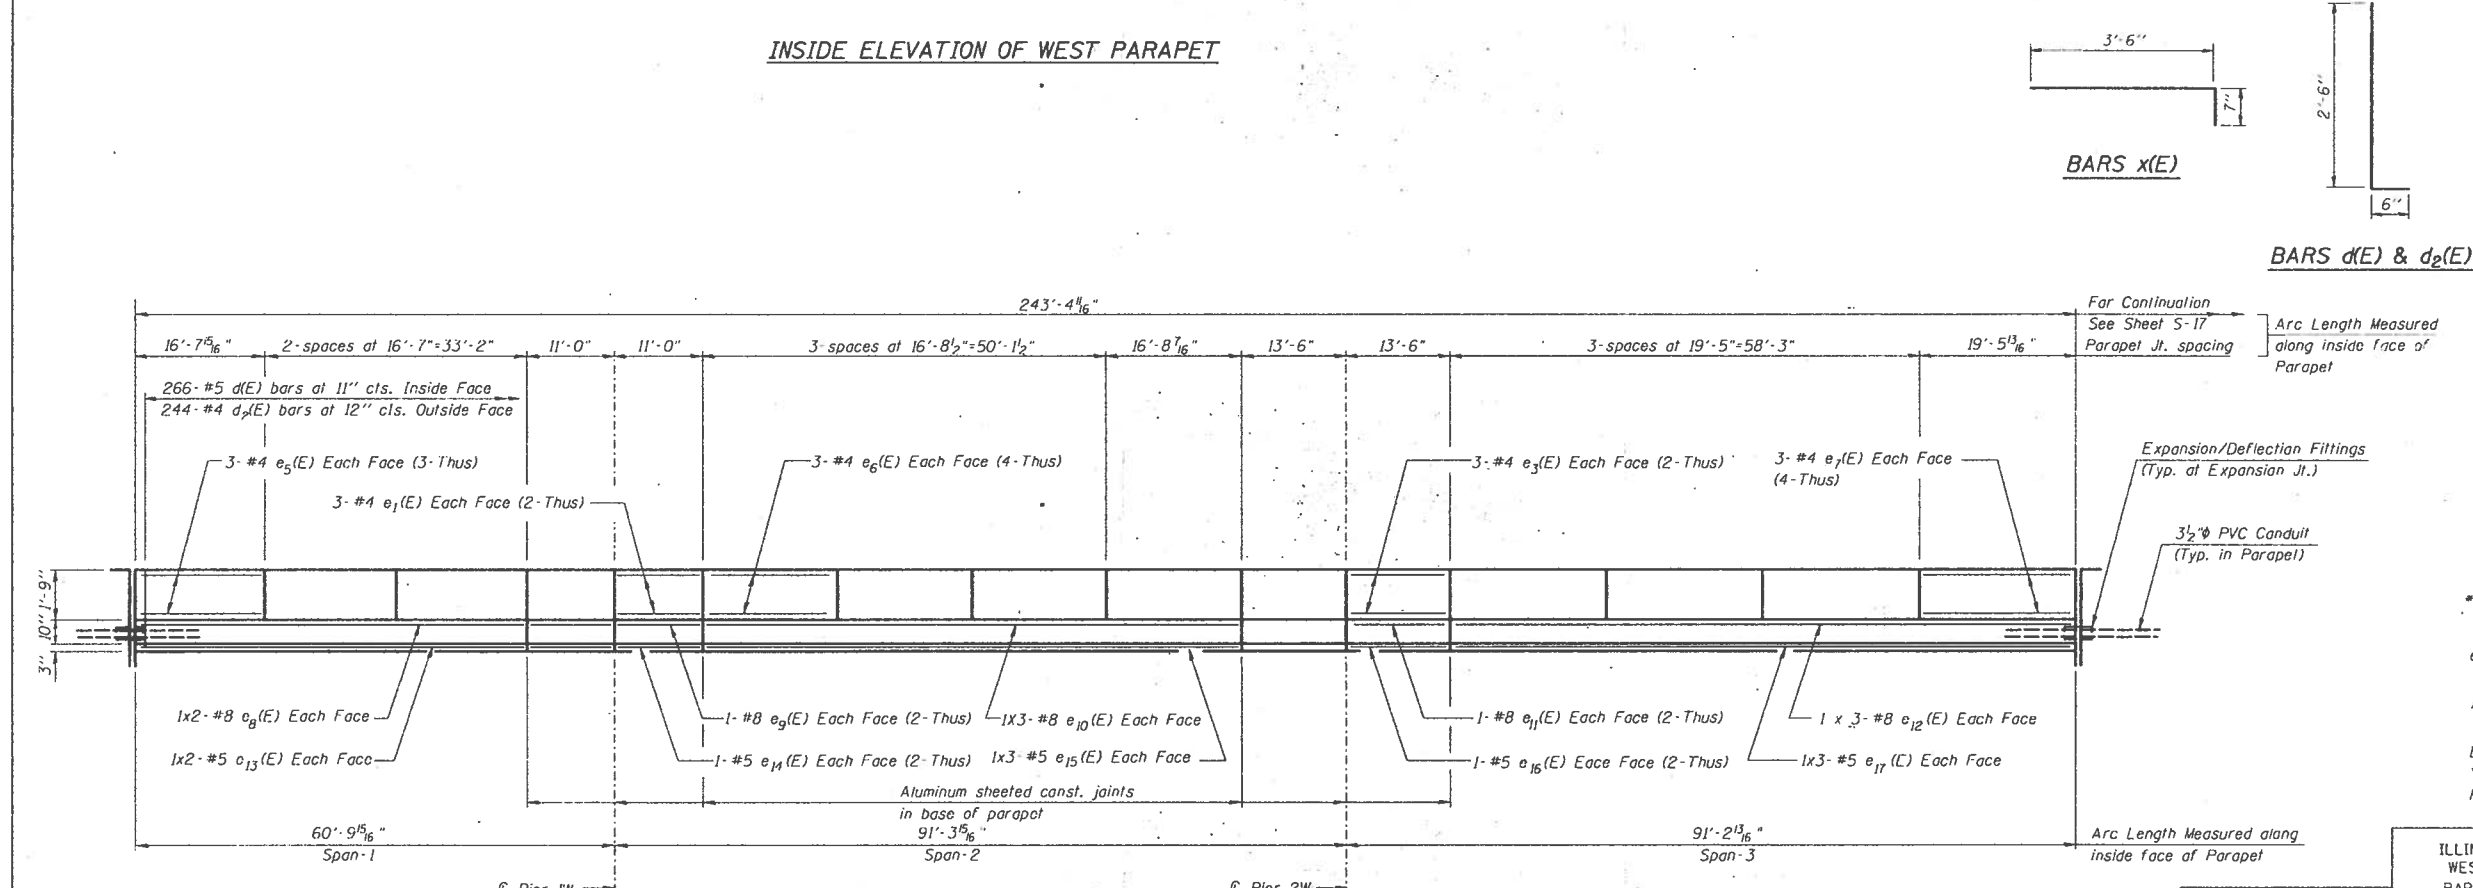 INSIDE ELEVATION OF WEST PARAPET
3'-6"
7"
BARS x(E)
2'-6"
6"
BARS d(E) & d2(E)
243'-4 11/16"
For Continuation
See Sheet S-17
Parapet Jt. spacing
Arc Length Measured
along inside face of
Parapet
16'-7 15/16"
2-spaces at 16'-7"=33'-2"
11'-0"
11'-0"
3-spaces at 16'-8 1/2"=50'-1 1/2"
16'-8 7/16"
13'-6"
13'-6"
3-spaces at 19'-5"=58'-3"
19'-5 13/16"
266-#5 d(E) bars at 11" cts. Inside Face
244-#4 d2(E) bars at 12" cts. Outside Face
3-#4 e5(E) Each Face (3-Thus)
3-#4 e1(E) Each Face (2-Thus)
3-#4 e6(E) Each Face (4-Thus)
3-#4 e3(E) Each Face (2-Thus)
3-#4 e7(E) Each Face
(4-Thus)
Expansion/Deflection Fittings
(Typ. at Expansion Jt.)
3 1/2"φ PVC Conduit
(Typ. in Parapet)
1'-9"
10"
3"
1x2-#8 e8(E) Each Face
1x2-#5 e13(E) Each Face
1-#8 e9(E) Each Face (2-Thus)
1-#5 e14(E) Each Face (2-Thus)
1X3-#8 e10(E) Each Face
1x3-#5 e15(E) Each Face
1-#8 e11(E) Each Face (2-Thus)
1-#5 e16(E) Eace Face (2-Thus)
1 x 3-#8 e12(E) Each Face
1x3-#5 e17(E) Each Face
Aluminum sheeted const. joints
in base of parapet
60'-9 15/16"
Span-1
91'-3 15/16"
Span-2
91'-2 13/16"
Span-3
Arc Length Measured along
inside face of Parapet
℄ Pier 1W
℄ Pier 2W
ILLIN
WES
PAR